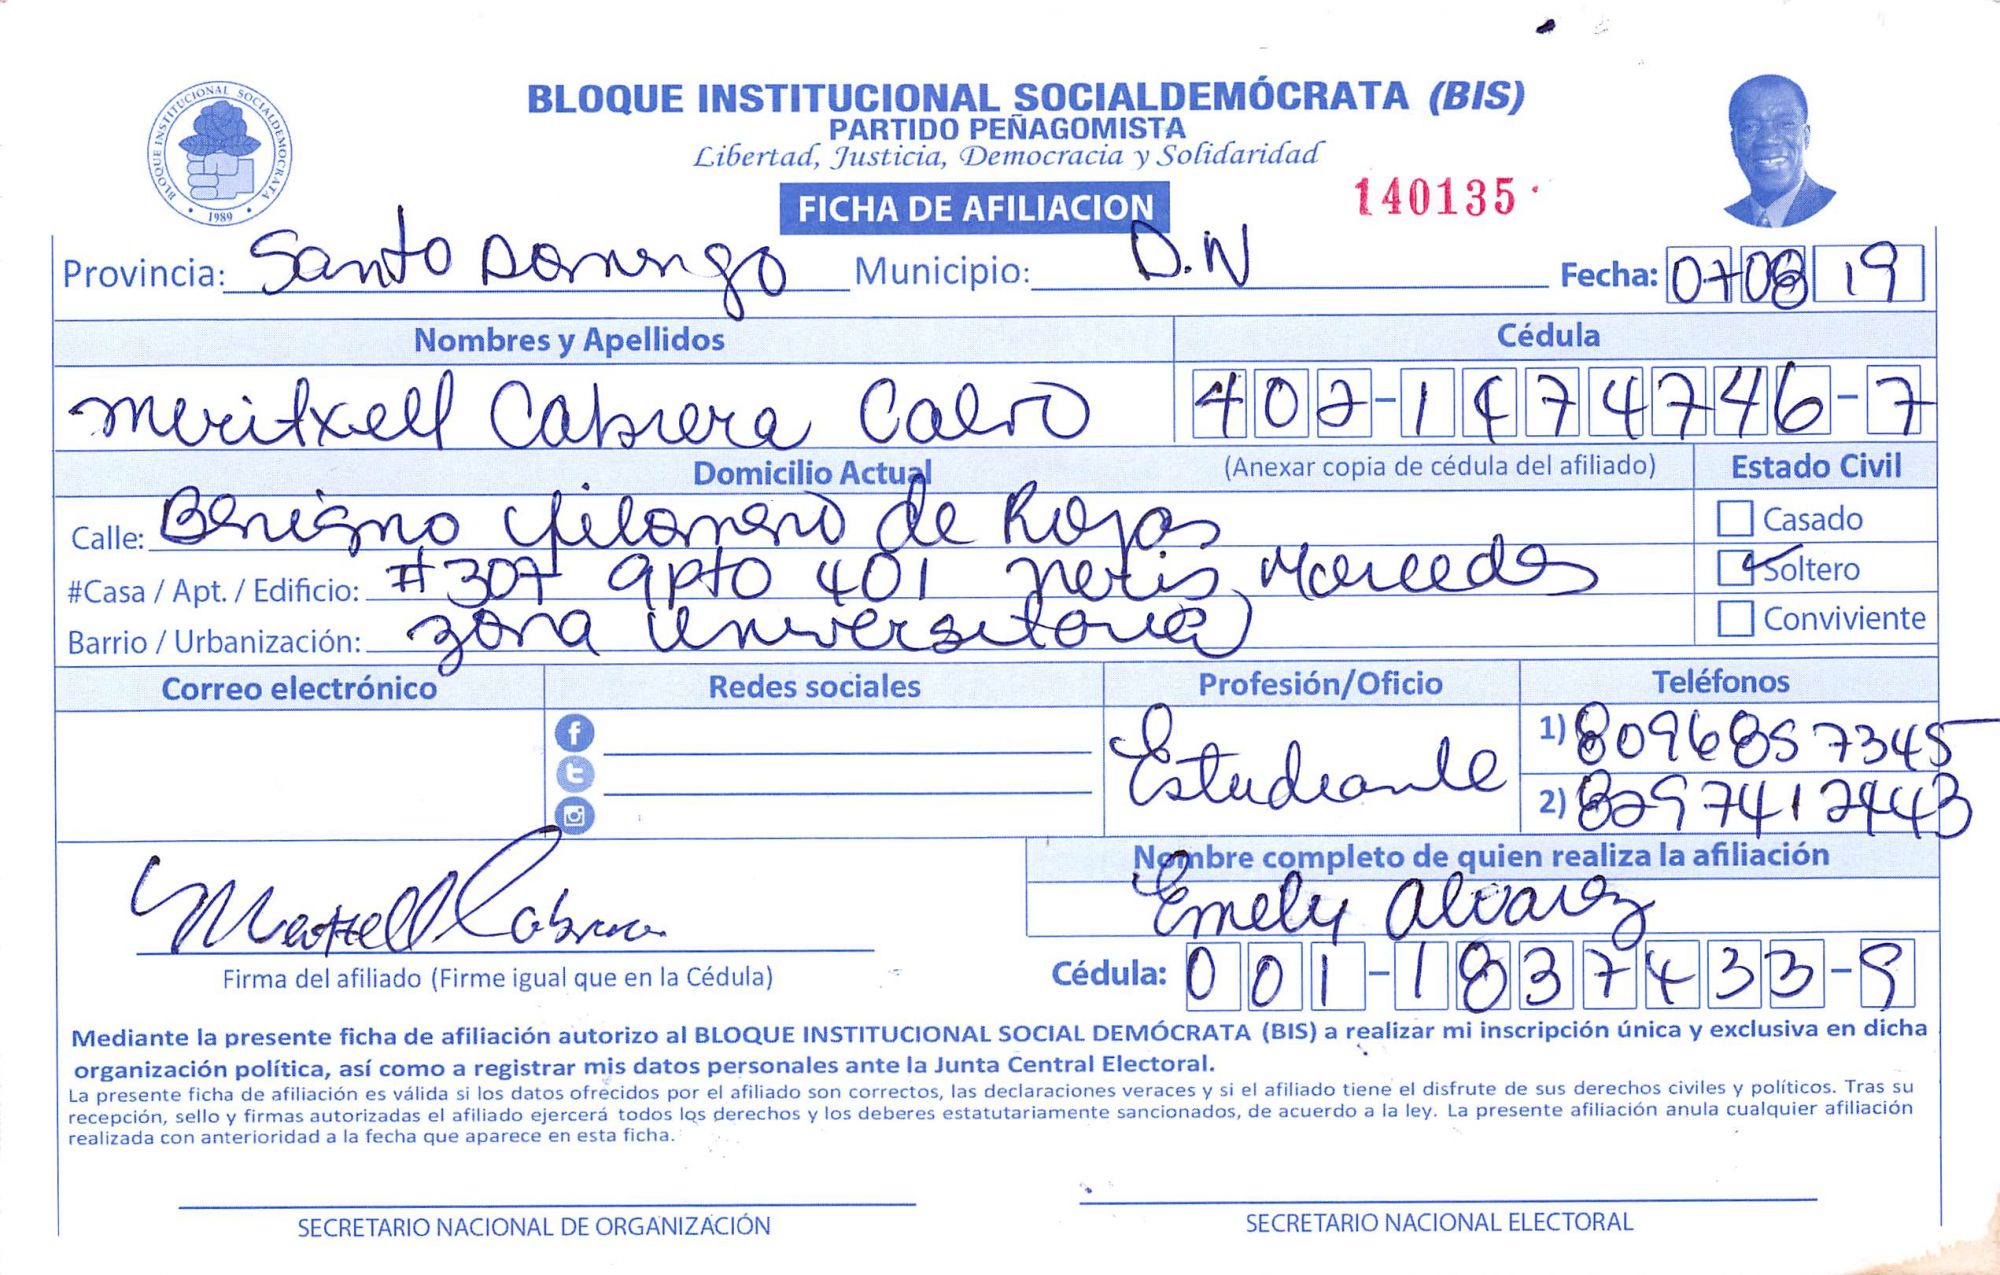 BLOQUE INSTITUCIONAL SOCIALDEMOCRATA
1989
BLOQUE INSTITUCIONAL SOCIALDEMÓCRATA (BIS)
PARTIDO PEÑAGOMISTA
Libertad, Justicia, Democracia y Solidaridad
FICHA DE AFILIACION
140135
Provincia: Santo Domingo Municipio: D.N Fecha: 07 08 19
Nombres y Apellidos Cédula
Meritxell Cabrera Calvo 402-1474746-7
Domicilio Actual (Anexar copia de cédula del afiliado) Estado Civil
Calle: Benigno Filomeno de Rojas Casado
#Casa / Apt. / Edificio: #307 apto 401 Neris Mercedes Soltero
Barrio / Urbanización: zona universitaria Conviviente
Correo electrónico Redes sociales Profesión/Oficio Teléfonos
Estudiante 1) 8096857345
2) 8297412443
Nombre completo de quien realiza la afiliación
Emely Alvarez
Meritxell Cabrera
Firma del afiliado (Firme igual que en la Cédula) Cédula: 001-1837433-9
Mediante la presente ficha de afiliación autorizo al BLOQUE INSTITUCIONAL SOCIAL DEMÓCRATA (BIS) a realizar mi inscripción única y exclusiva en dicha
organización política, así como a registrar mis datos personales ante la Junta Central Electoral.
La presente ficha de afiliación es válida si los datos ofrecidos por el afiliado son correctos, las declaraciones veraces y si el afiliado tiene el disfrute de sus derechos civiles y políticos. Tras su
recepción, sello y firmas autorizadas el afiliado ejercerá todos los derechos y los deberes estatutariamente sancionados, de acuerdo a la ley. La presente afiliación anula cualquier afiliación
realizada con anterioridad a la fecha que aparece en esta ficha.
SECRETARIO NACIONAL DE ORGANIZACIÓN SECRETARIO NACIONAL ELECTORAL